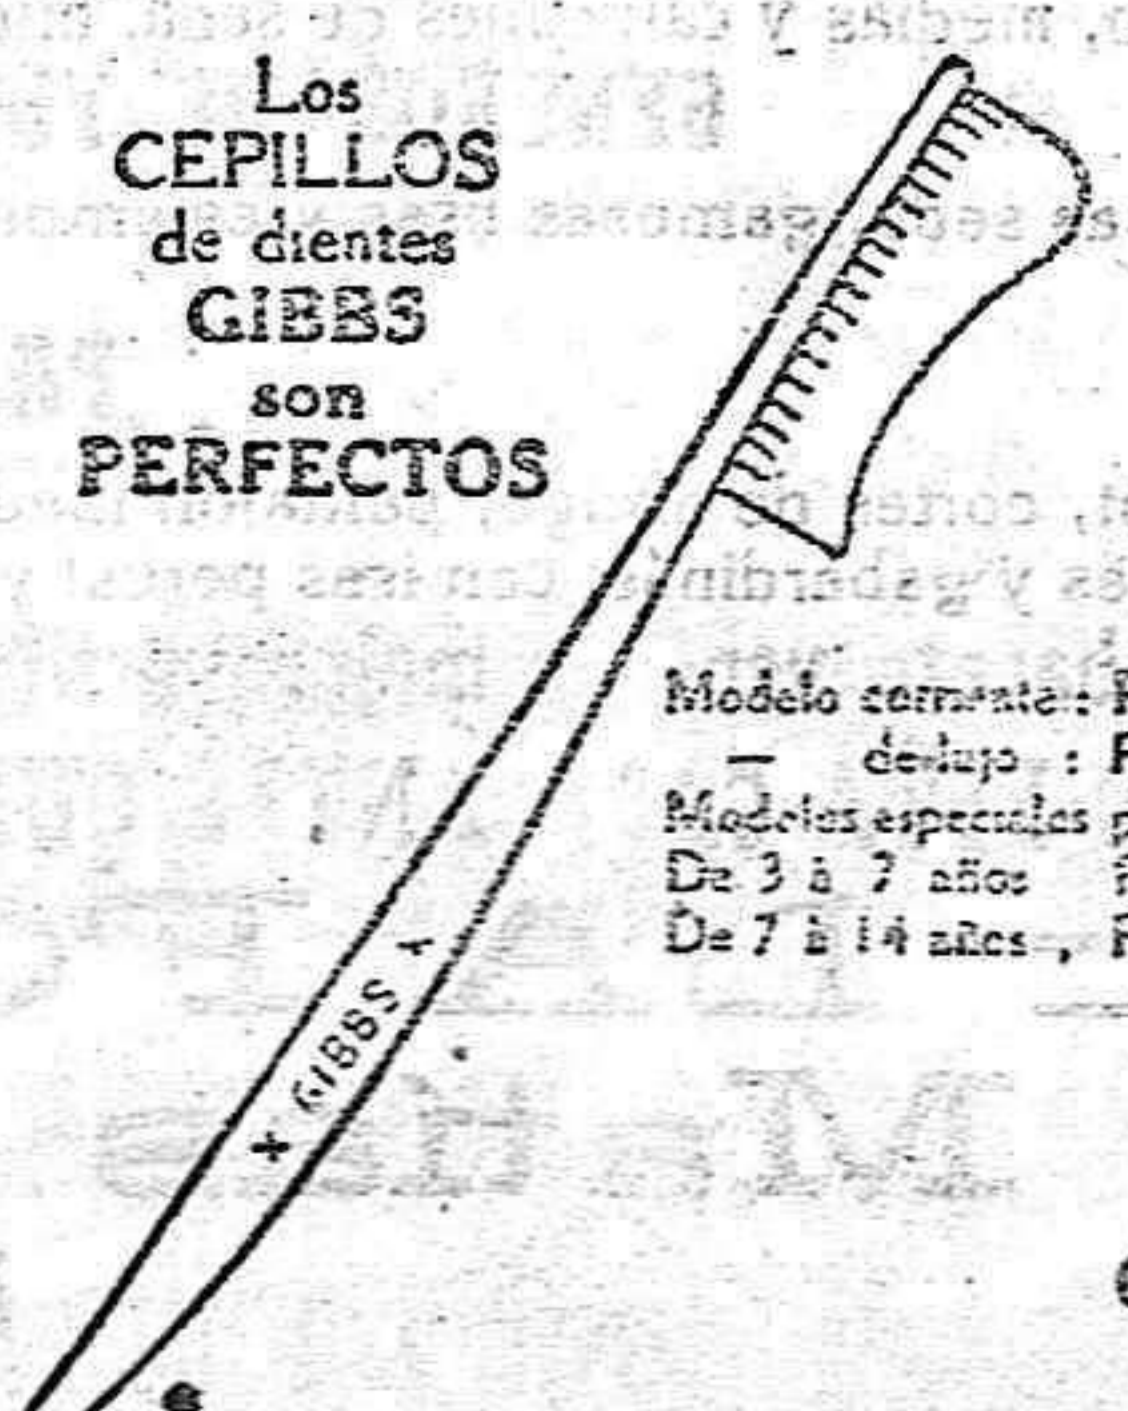 Los
CEPILLOS
de dientes
GIBBS
son
PERFECTOS
Modelo corriente :
— de lujo :
Modelos especiales
De 3 à 7 años
De 7 à 14 años ,
GIBBS